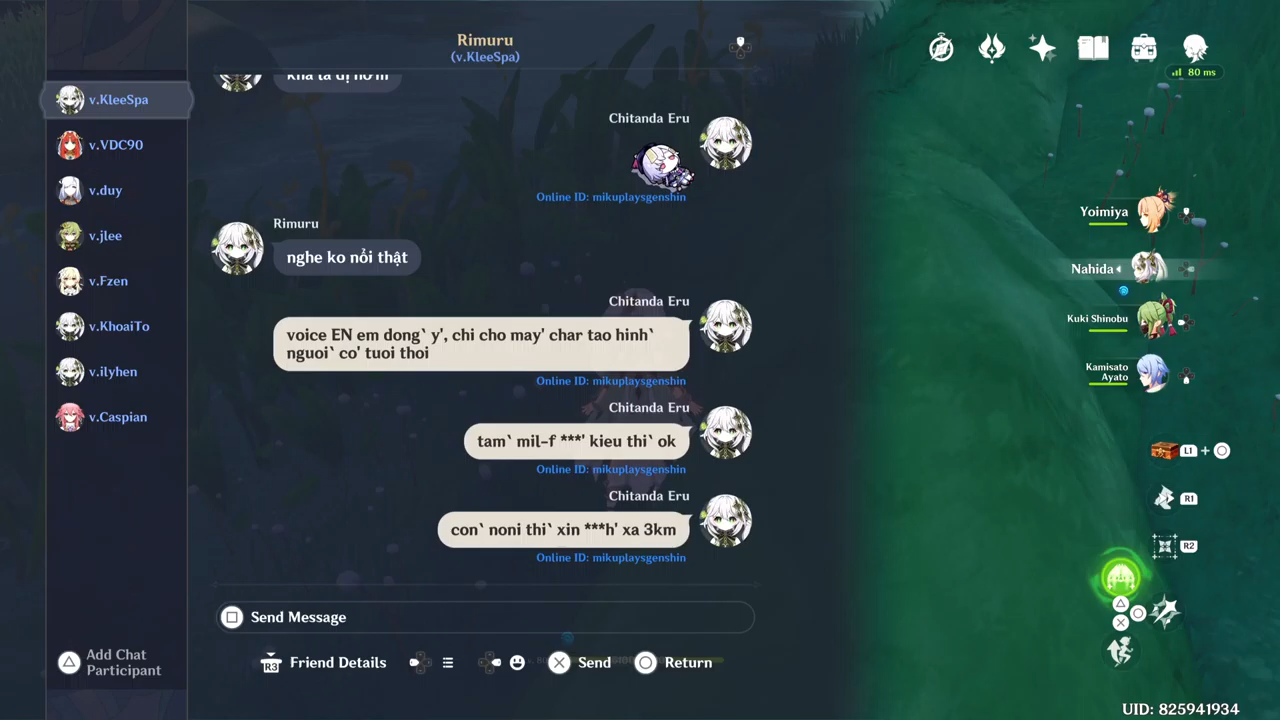 Rimuru
(v.KleeSpa)
80 ms
v.KleeSpa
v.VDC90
v.duy
v.jlee
v.Fzen
v.KhoaiTo
v.ilyhen
v.Caspian
Add Chat
Participant
Chitanda Eru
Online ID: mikuplaysgenshin
Rimuru
nghe ko nổi thật
Chitanda Eru
voice EN em dong` y', chi cho may' char tao hinh`
nguoi` co' tuoi thoi
Online ID: mikuplaysgenshin
Chitanda Eru
tam` mil-f ***' kieu thi` ok
Online ID: mikuplaysgenshin
Chitanda Eru
con` noni thi` xin ***h' xa 3km
Online ID: mikuplaysgenshin
Send Message
R3
Friend Details
Send
Return
Yoimiya
Nahida
Kuki Shinobu
Kamisato
Ayato
L1 +
R1
R2
UID: 825941934